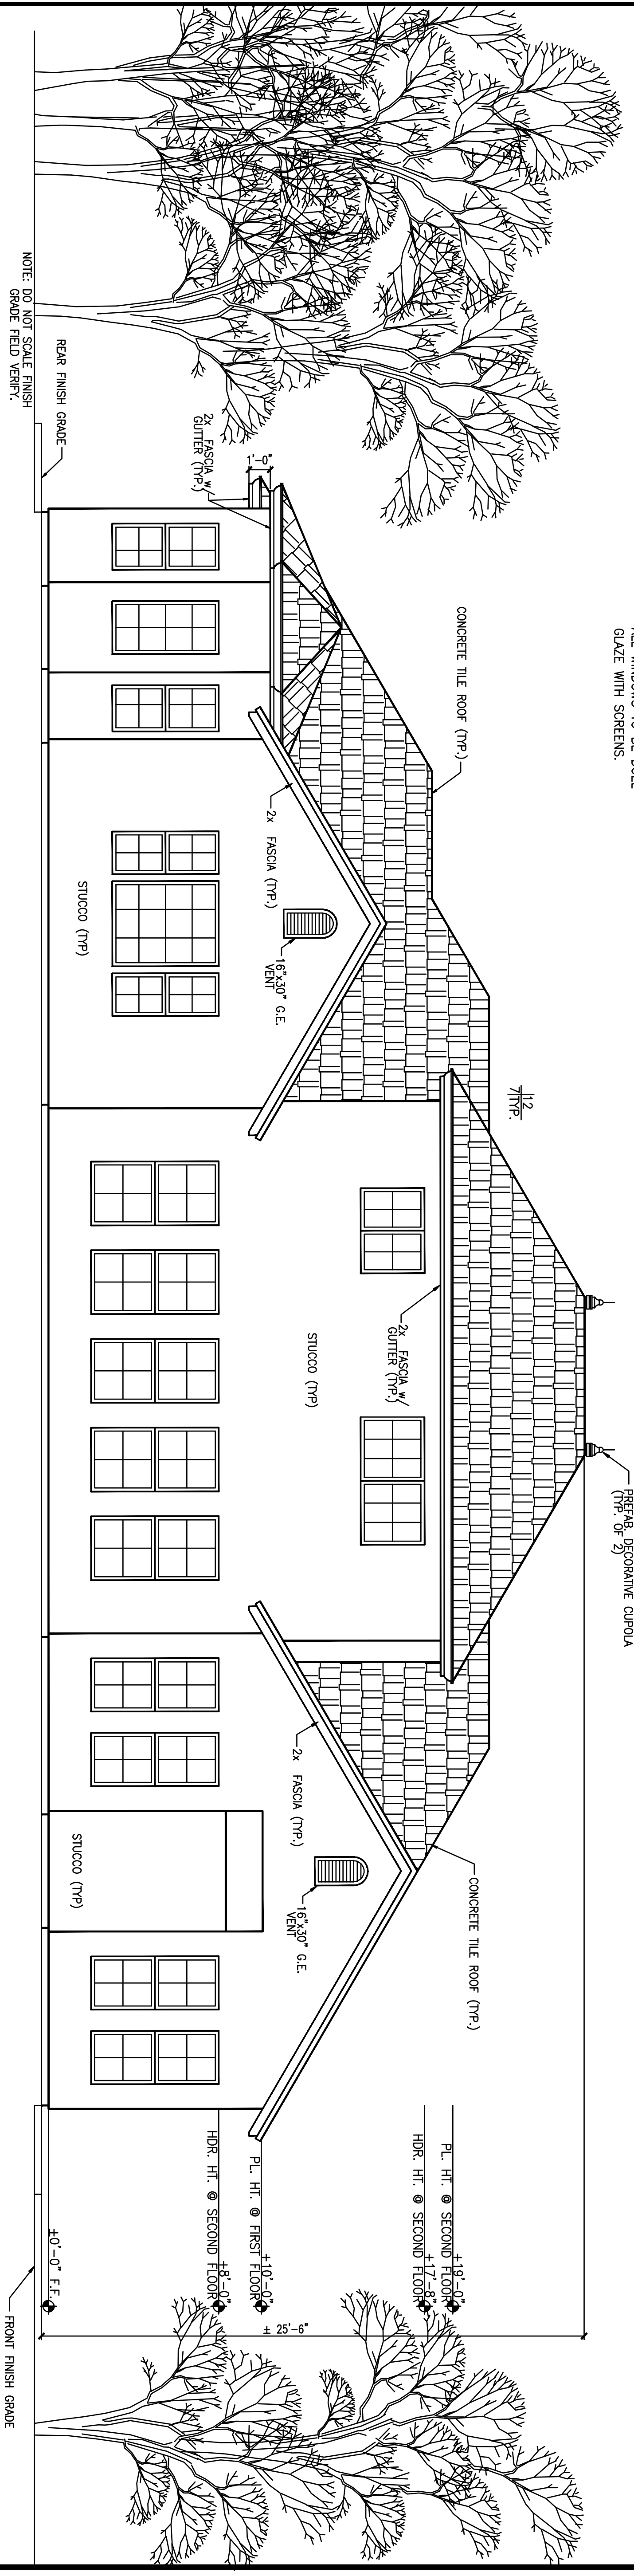 GLAZE WITH SCREENS.
PREFAB. DECORATIVE CUPOLA
(TYP. OF 2)
12
7 TYP.
CONCRETE TILE ROOF (TYP.)
CONCRETE TILE ROOF (TYP.)
2x FASCIA w/
GUTTER (TYP.)
1'-0"
2x FASCIA w/
GUTTER (TYP.)
2x FASCIA (TYP.)
16"x30" G.E.
VENT
2x FASCIA (TYP.)
16"x30" G.E.
VENT
STUCCO (TYP)
STUCCO (TYP)
STUCCO (TYP)
+19'-0"
PL. HT. @ SECOND FLOOR
+17'-8"
HDR. HT. @ SECOND FLOOR
± 25'-6"
+10'-0"
PL. HT. @ FIRST FLOOR
+8'-0"
HDR. HT. @ SECOND FLOOR
±0'-0" F.F.
REAR FINISH GRADE
FRONT FINISH GRADE
NOTE: DO NOT SCALE FINISH
GRADE FIELD VERIFY.